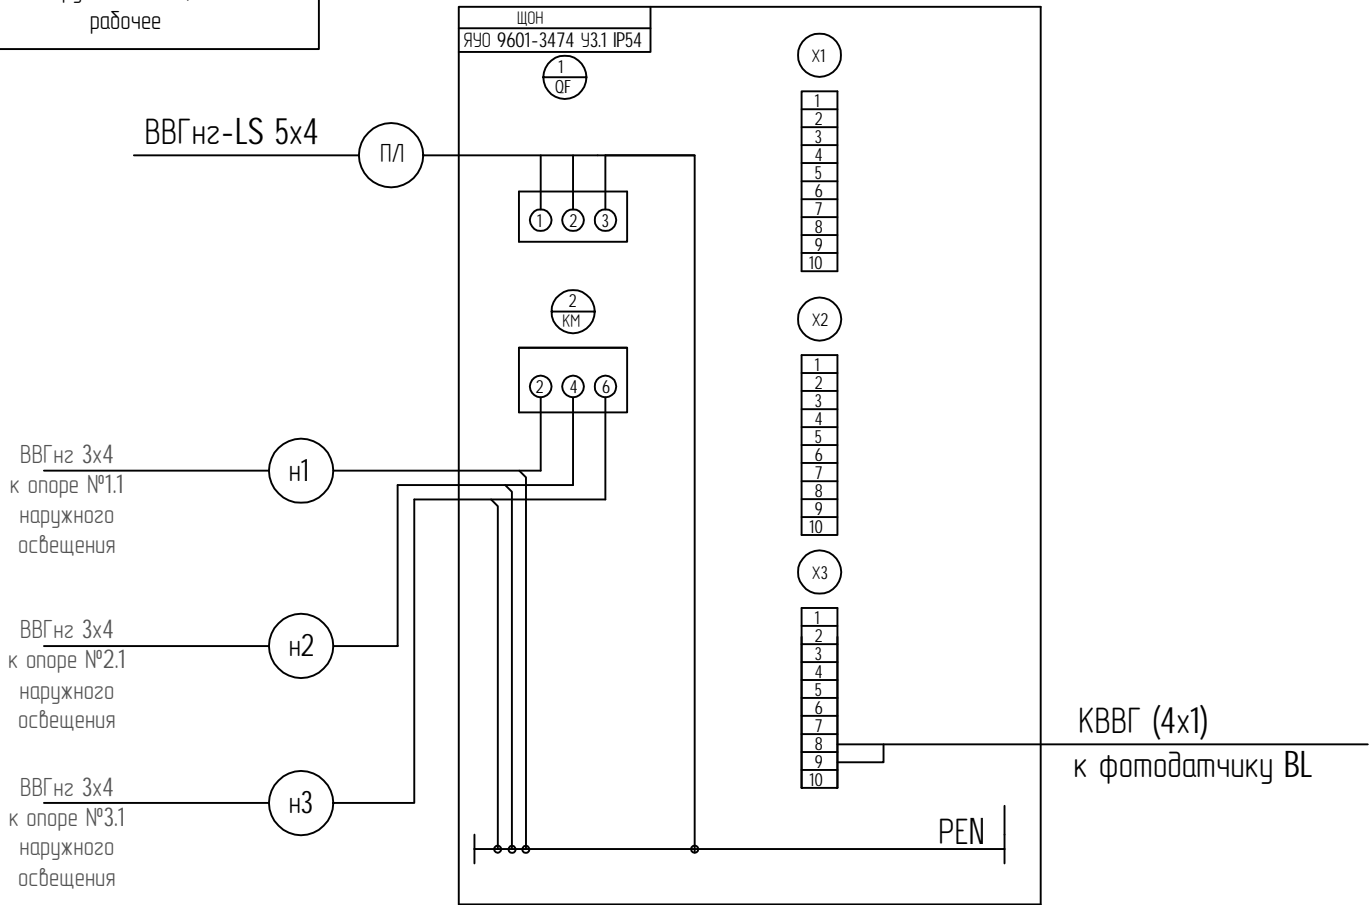 рабочее
ЩОН
ЯУО 9601-3474 У3.1 IP54
1
QF
X1
1
2
3
4
5
6
7
8
9
10
ВВГнг-LS 5х4
ПЛ
1 2 3
2
КМ
X2
1
2
3
4
5
6
7
8
9
10
2 4 6
ВВГнг 3х4
к опоре №1.1
наружного
освещения
н1
X3
1
2
3
4
5
6
7
8
9
10
ВВГнг 3х4
к опоре №2.1
наружного
освещения
н2
КВВГ (4х1)
к фотодатчику BL
ВВГнг 3х4
к опоре №3.1
наружного
освещения
н3
PEN